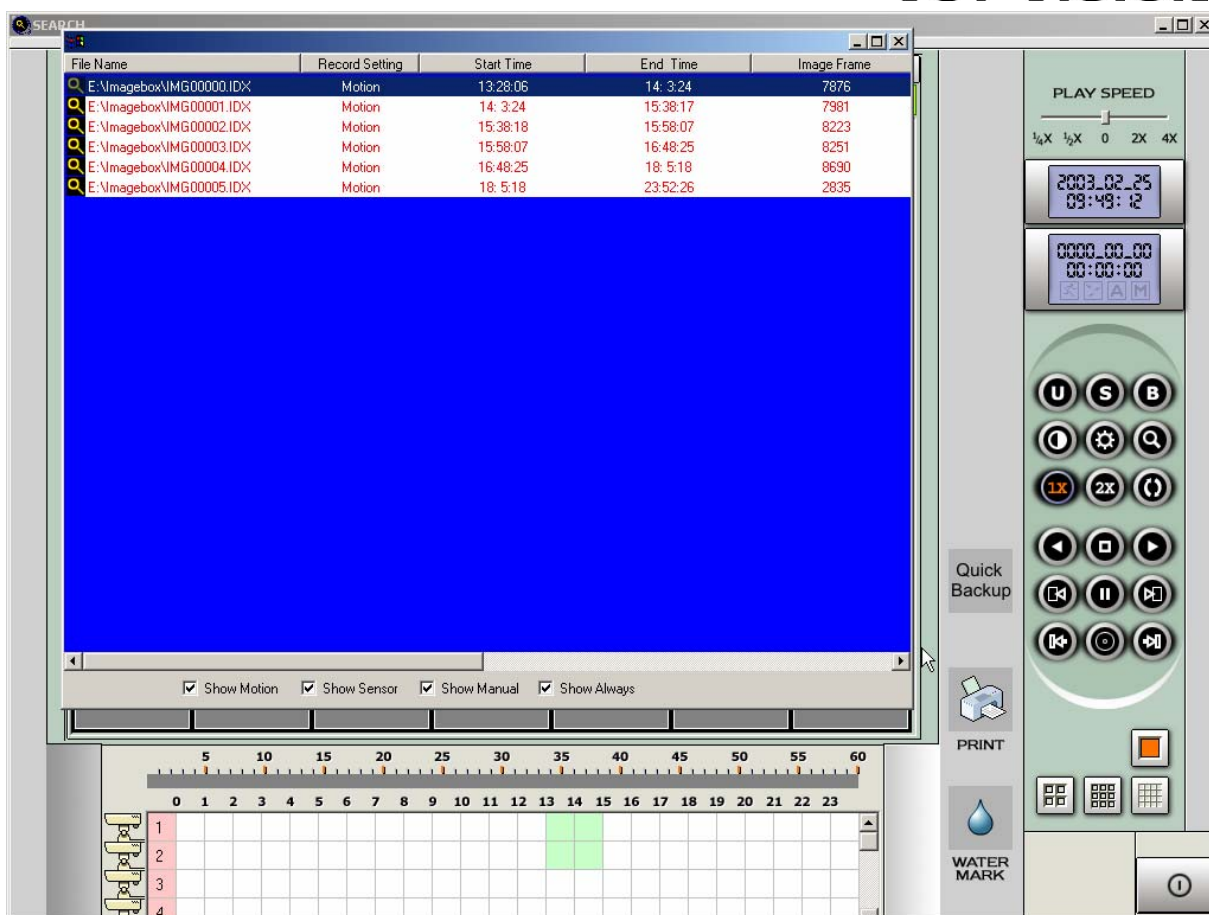 SEARCH
File Name Record Setting Start Time End Time Image Frame
E:\Imagebox\IMG00000.IDX Motion 13:28:06 14: 3:24 7876
E:\Imagebox\IMG00001.IDX Motion 14: 3:24 15:38:17 7981
E:\Imagebox\IMG00002.IDX Motion 15:38:18 15:58:07 8223
E:\Imagebox\IMG00003.IDX Motion 15:58:07 16:48:25 8251
E:\Imagebox\IMG00004.IDX Motion 16:48:25 18: 5:18 8690
E:\Imagebox\IMG00005.IDX Motion 18: 5:18 23:52:26 2835
Show Motion Show Sensor Show Manual Show Always
PLAY SPEED
¼X ½X 0 2X 4X
2003_02_25
09:49:12
0000_00_00
00:00:00
A M
U S B
1X 2X
Quick
Backup
PRINT
WATER
MARK
5 10 15 20 25 30 35 40 45 50 55 60
0 1 2 3 4 5 6 7 8 9 10 11 12 13 14 15 16 17 18 19 20 21 22 23
1
2
3
4